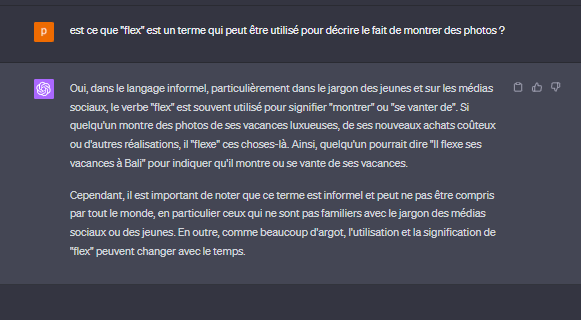 p
est ce que "flex" est un terme qui peut être utilisé pour décrire le fait de montrer des photos ?
Oui, dans le langage informel, particulièrement dans le jargon des jeunes et sur les médias
sociaux, le verbe "flex" est souvent utilisé pour signifier "montrer" ou "se vanter de". Si
quelqu'un montre des photos de ses vacances luxueuses, de ses nouveaux achats coûteux
ou d'autres réalisations, il "flexe" ces choses-là. Ainsi, quelqu'un pourrait dire "Il flexe ses
vacances à Bali" pour indiquer qu'il montre ou se vante de ses vacances.
Cependant, il est important de noter que ce terme est informel et peut ne pas être compris
par tout le monde, en particulier ceux qui ne sont pas familiers avec le jargon des médias
sociaux ou des jeunes. En outre, comme beaucoup d'argot, l'utilisation et la signification de
"flex" peuvent changer avec le temps.